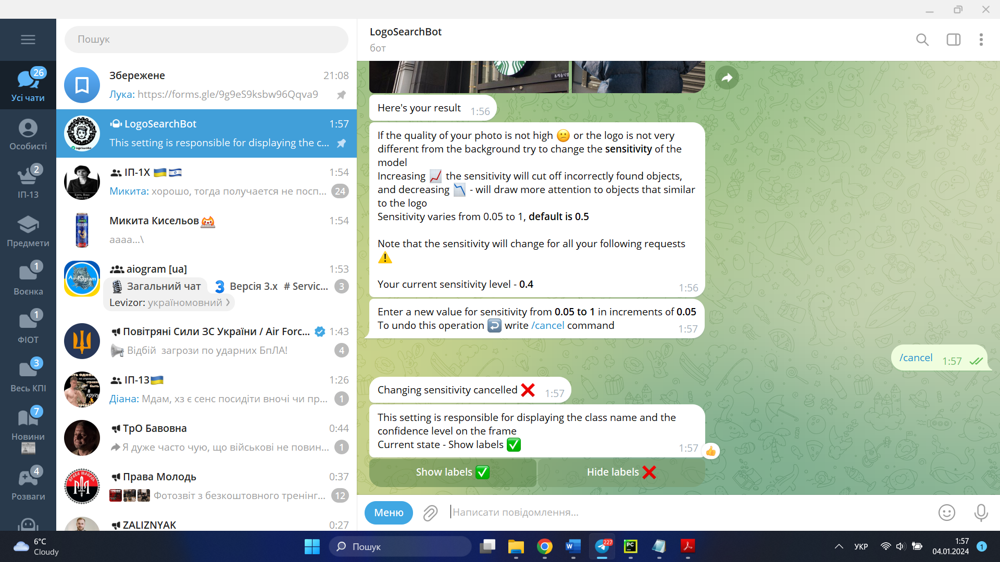 Пошук
26
Усі чати
Особисті
2
ІП-13
Предмети
1
Воєнка
1
ФІОТ
3
Весь КПІ
7
Новини
4
Розваги
Збережене 21:08
Лука: https://forms.gle/9g9eS9ksbw96Qqva9
LogoSearchBot 1:57
This setting is responsible for displaying the c...
ІП-1Х 1:54
Микита: хорошо, тогда получается не посп... 24
Микита Кисельов 1:54
аааа...\
aiogram [ua] 1:53
Загальний чат 3 Версія 3.x # Servic... 3
Levizor: україномовний
Повітряні Сили ЗС України / Air Forc... 1:43
Відбій загрози по ударних БпЛА! 4
ІП-13 1:26
Діана: Мдам, хз є сенс посидіти вночі чи пр... 1
ТрО Бавовна 0:44
Я дуже часто чую, що військові не повин... 1
Права Молодь 0:37
Фотозвіт з безкоштовного тренінг... 12
ZALIZNYAK 0:27
LogoSearchBot
бот
Here's your result 1:56
If the quality of your photo is not high or the logo is not very
different from the background try to change the sensitivity of the
model
Increasing the sensitivity will cut off incorrectly found objects,
and decreasing - will draw more attention to objects that similar
to the logo
Sensitivity varies from 0.05 to 1, default is 0.5
Note that the sensitivity will change for all your following requests
Your current sensitivity level - 0.4 1:56
Enter a new value for sensitivity from 0.05 to 1 in increments of 0.05
To undo this operation write /cancel command 1:57
/cancel 1:57
Changing sensitivity cancelled 1:57
This setting is responsible for displaying the class name and the
confidence level on the frame
Current state - Show labels 1:57
Show labels Hide labels
Меню Написати повідомлення...
6°C
Cloudy
Пошук
227
PC
УКР
1:57
04.01.2024
1